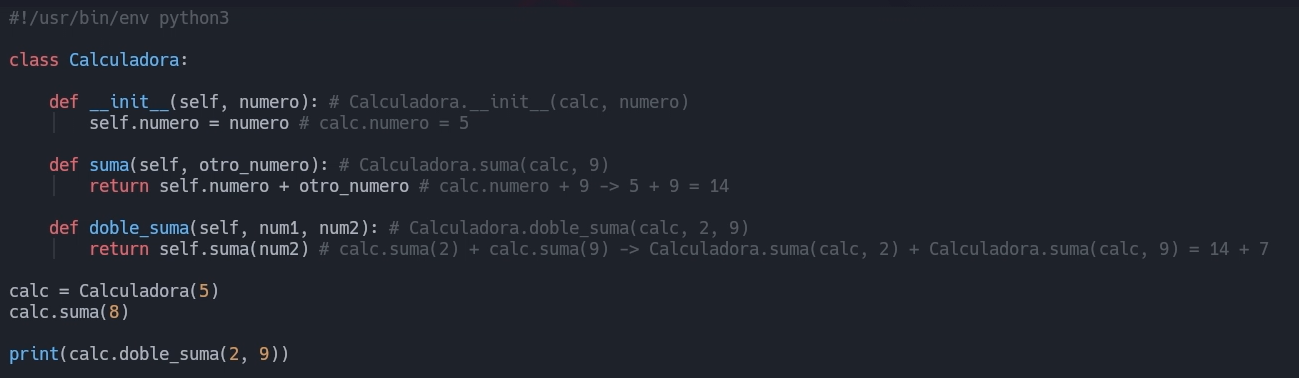 #!/usr/bin/env python3
class Calculadora:
def __init__(self, numero): # Calculadora.__init__(calc, numero)
self.numero = numero # calc.numero = 5
def suma(self, otro_numero): # Calculadora.suma(calc, 9)
return self.numero + otro_numero # calc.numero + 9 -> 5 + 9 = 14
def doble_suma(self, num1, num2): # Calculadora.doble_suma(calc, 2, 9)
return self.suma(num2) # calc.suma(2) + calc.suma(9) -> Calculadora.suma(calc, 2) + Calculadora.suma(calc, 9) = 14 + 7
calc = Calculadora(5)
calc.suma(8)
print(calc.doble_suma(2, 9))